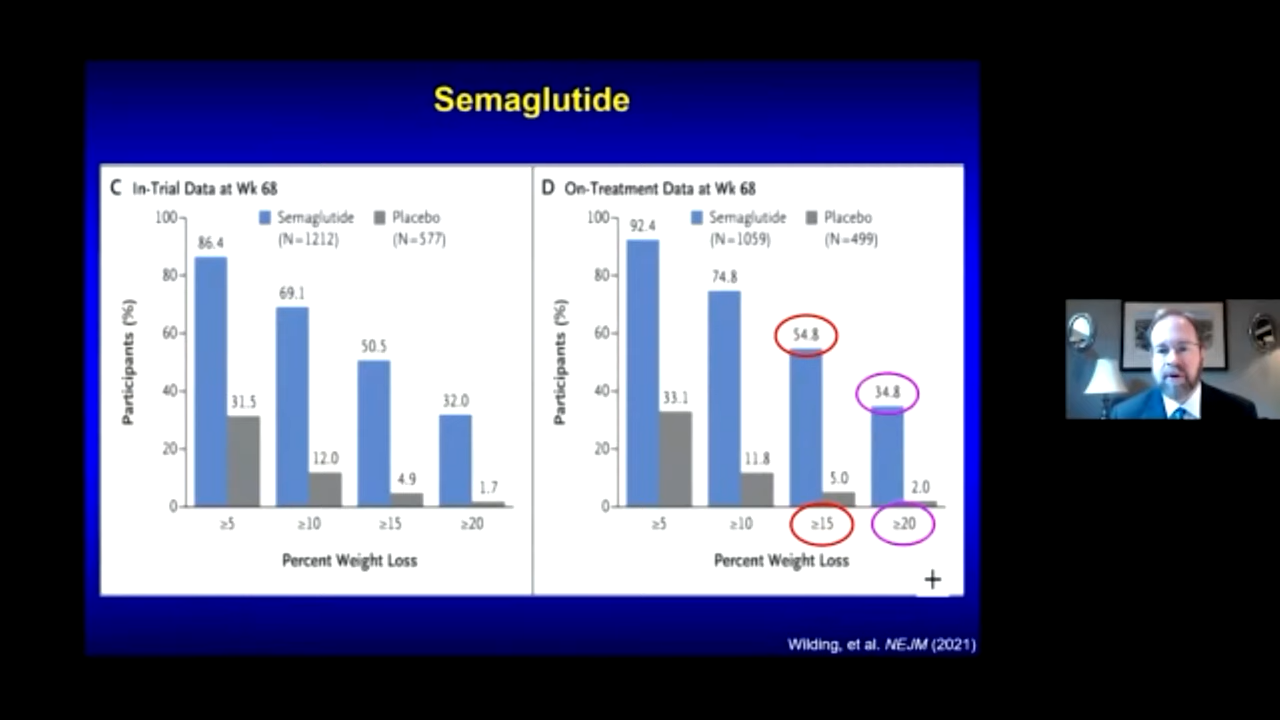 Semaglutide
C In-Trial Data at Wk 68
Semaglutide Placebo
(N=1212) (N=577)
Participants (%)
100
80
60
40
20
0
86.4
31.5
69.1
12.0
50.5
4.9
32.0
1.7
≥5 ≥10 ≥15 ≥20
Percent Weight Loss
D On-Treatment Data at Wk 68
Semaglutide Placebo
(N=1059) (N=499)
Participants (%)
100
80
60
40
20
0
92.4
33.1
74.8
11.8
54.8
5.0
34.8
2.0
≥5 ≥10 ≥15 ≥20
Percent Weight Loss
Wilding, et al. NEJM (2021)